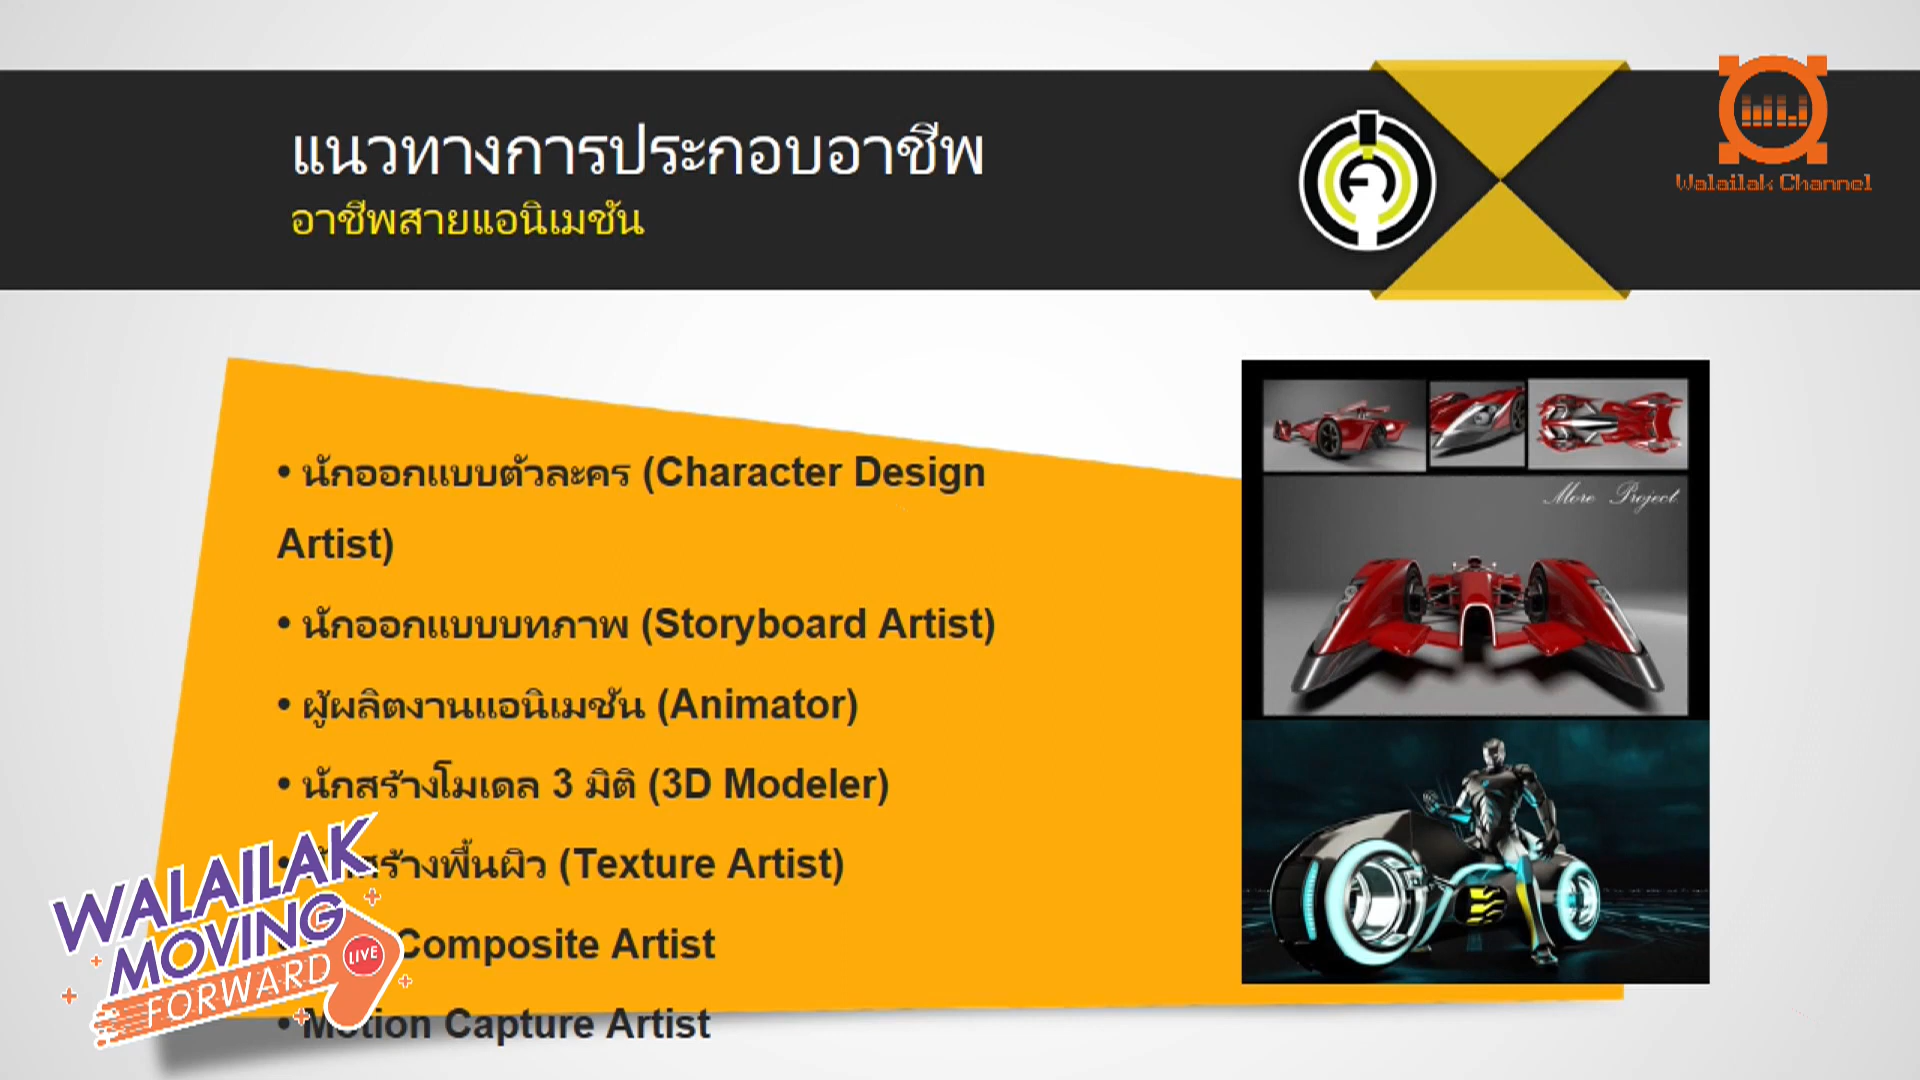 แนวทางการประกอบอาชีพ
อาชีพสายแอนิเมชัน
Walailak Channel
• นักออกแบบตัวละคร (Character Design
Artist)
• นักออกแบบบทภาพ (Storyboard Artist)
• ผู้ผลิตงานแอนิเมชัน (Animator)
• นักสร้างโมเดล 3 มิติ (3D Modeler)
สร้างพื้นผิว (Texture Artist)
Composite Artist
• Motion Capture Artist
More Project
WALAILAK
MOVING
FORWARD
LIVE